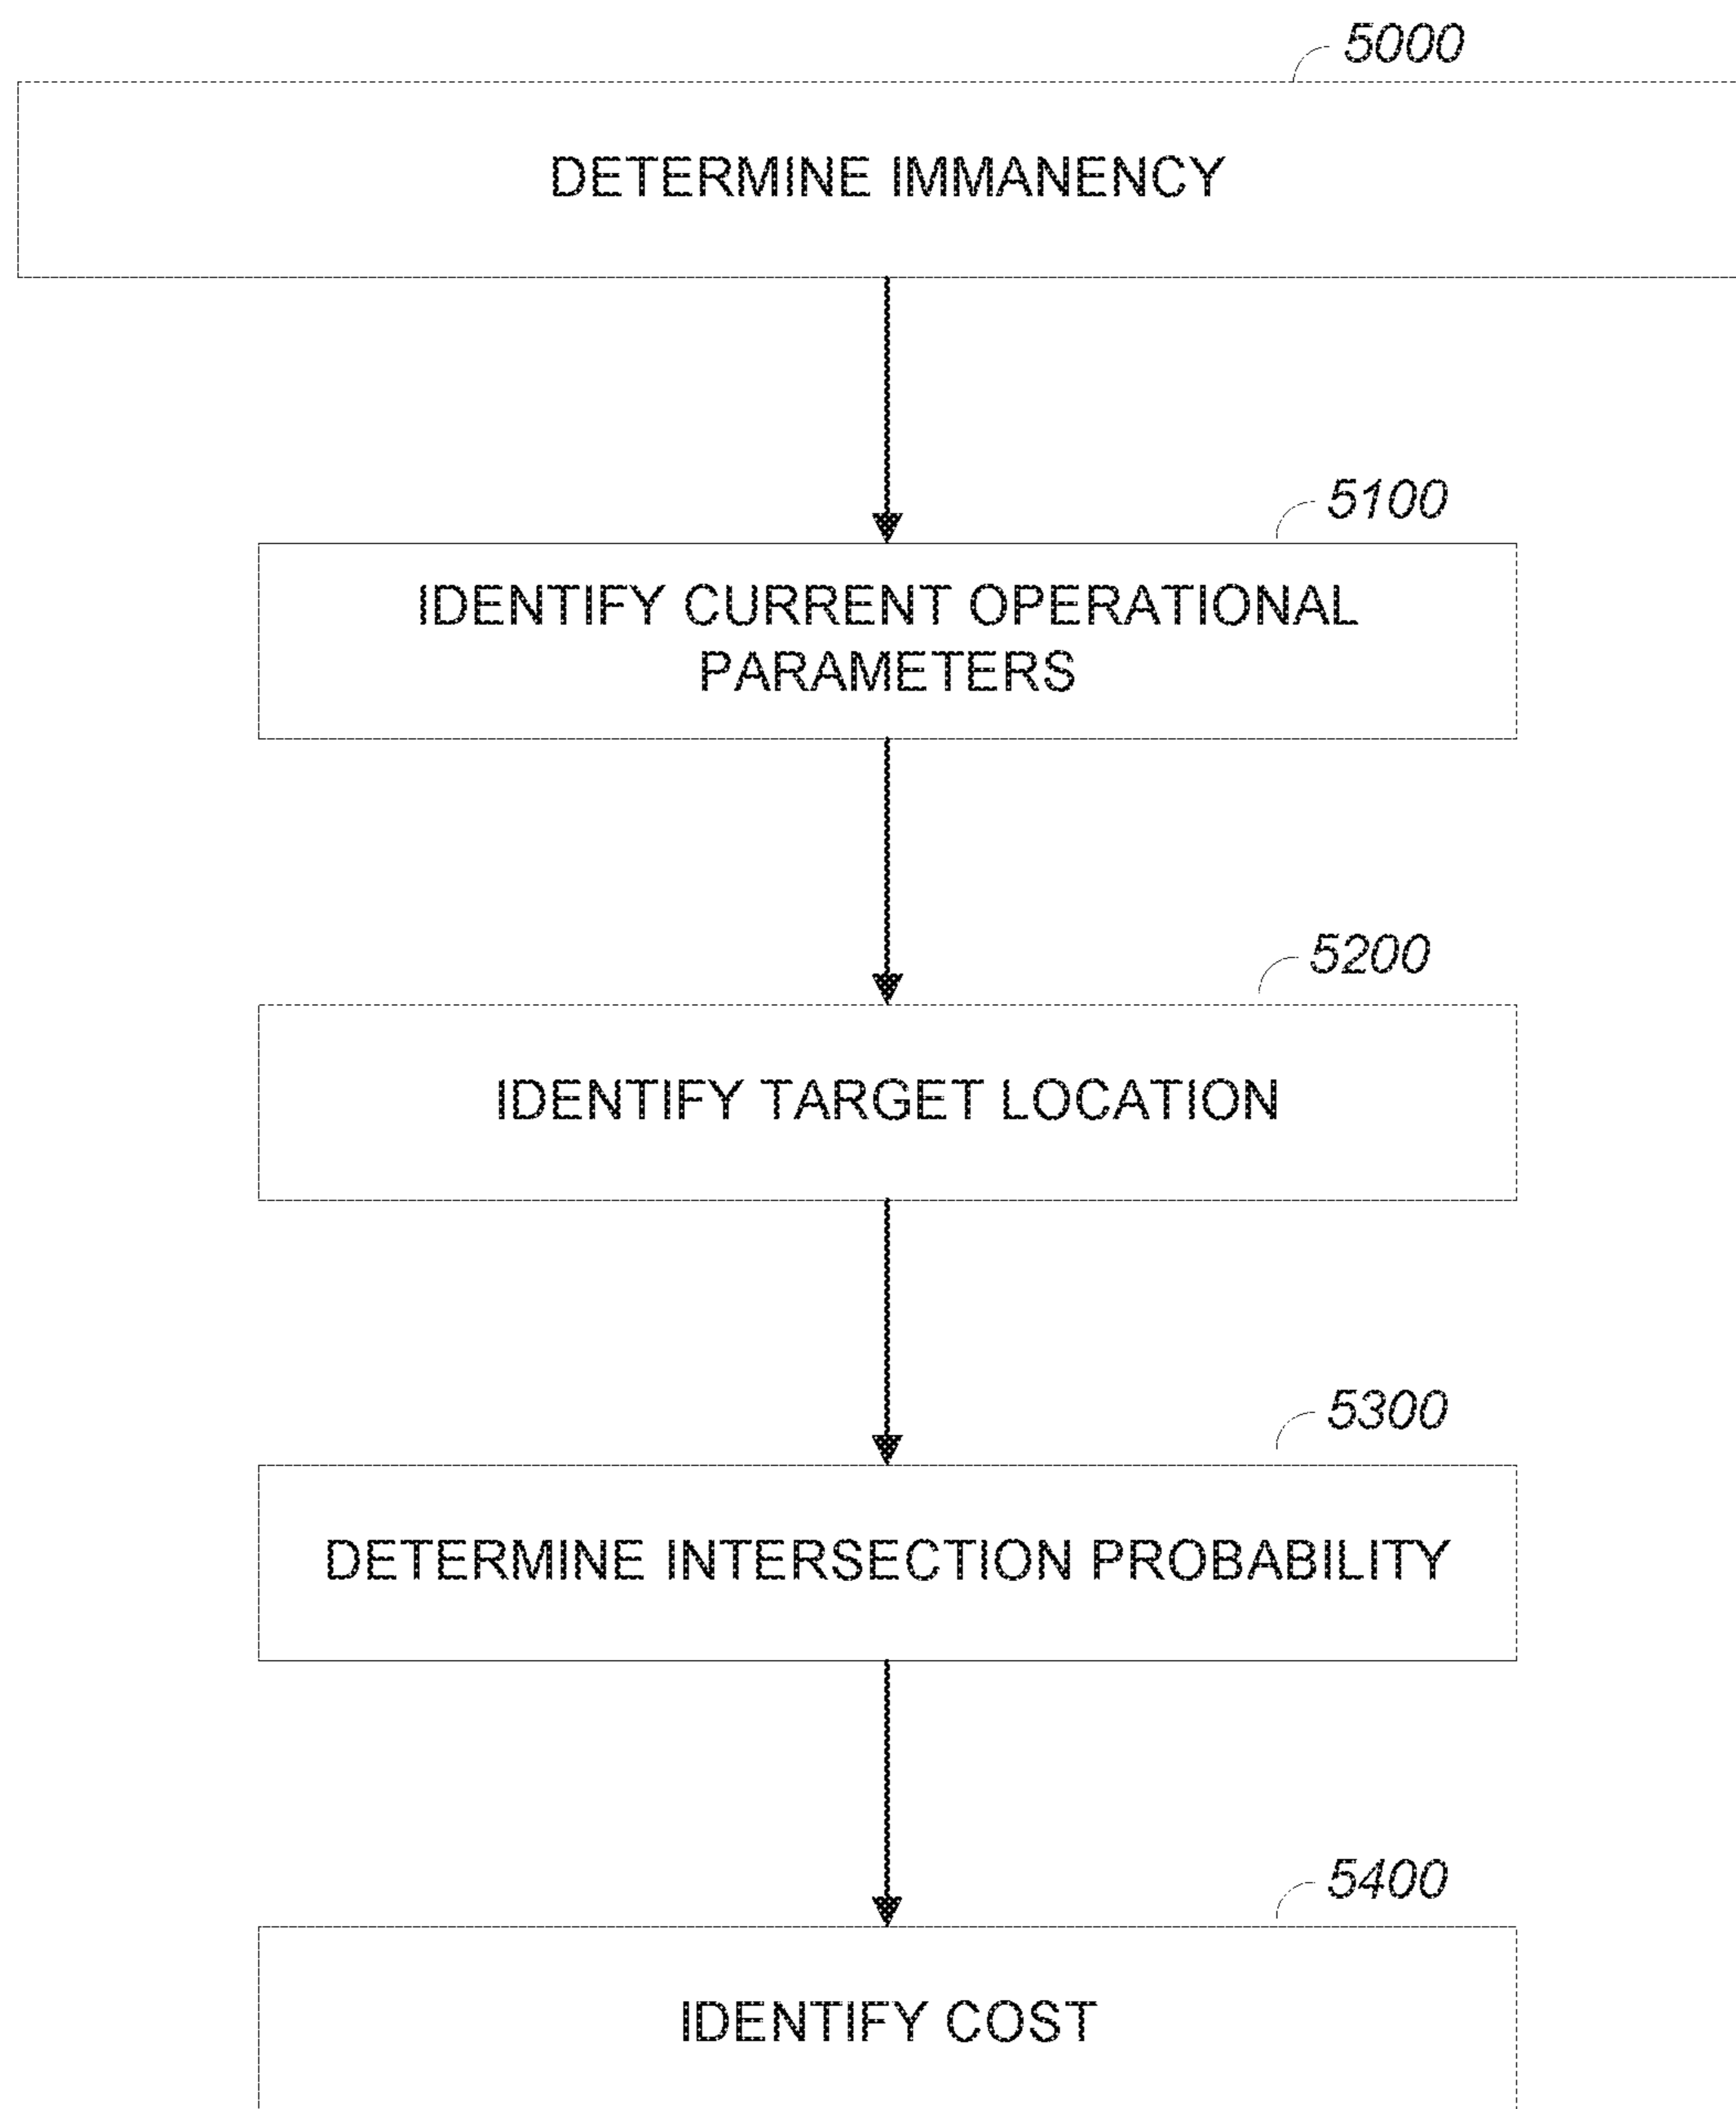 5000
DETERMINE IMMANENCY
5100
IDENTIFY CURRENT OPERATIONAL
PARAMETERS
5200
IDENTIFY TARGET LOCATION
5300
DETERMINE INTERSECTION PROBABILITY
5400
IDENTIFY COST